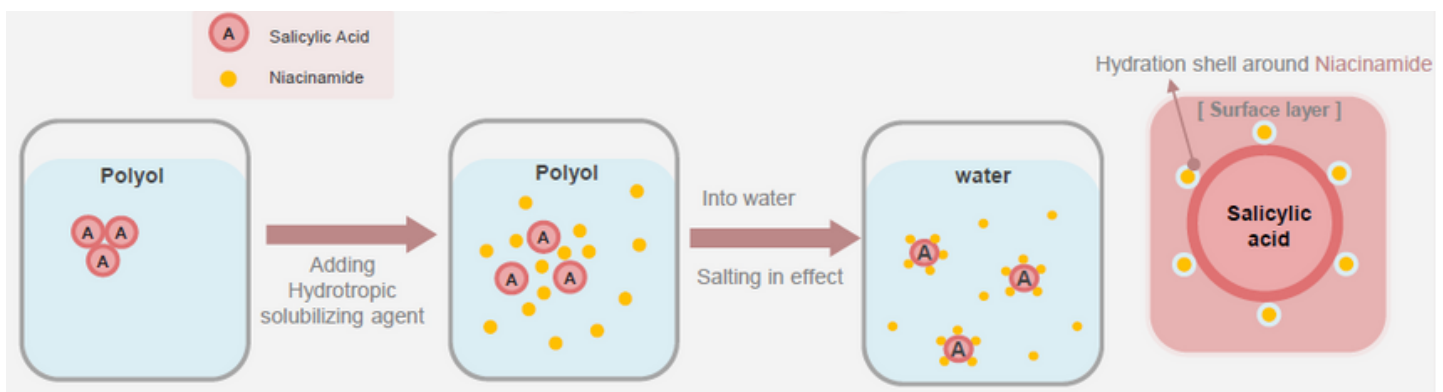 A Salicylic Acid
Niacinamide
Polyol
A A
A
Adding
Hydrotropic
solubilizing agent
Polyol
A
A A
Into water
Salting in effect
water
A
A
A
Hydration shell around Niacinamide
[ Surface layer ]
Salicylic
acid